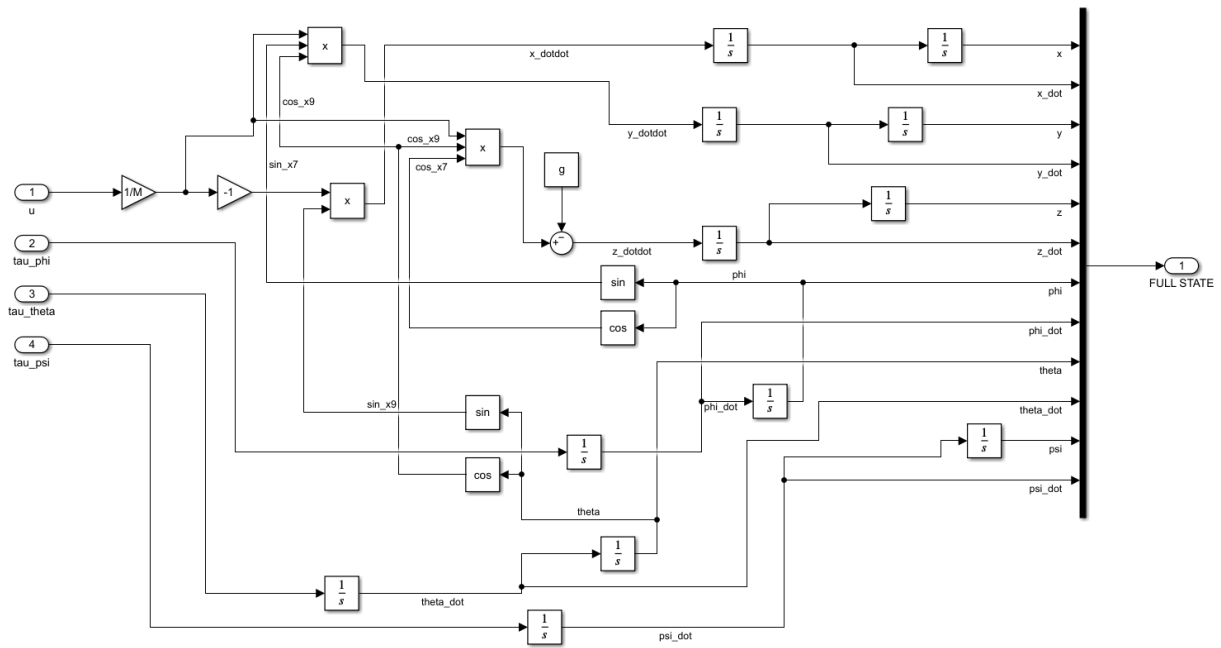 x
x_dotdot
1
s
1
s
x
x_dot
cos_x9
y_dotdot
1
s
1
s
y
cos_x9
x
cos_x7
sin_x7
y_dot
g
1
u
1/M
-1
x
1
s
z
2
tau_phi
+
−
z_dotdot
1
s
z_dot
1
FULL STATE
sin
phi
phi
3
tau_theta
cos
phi_dot
4
tau_psi
theta
sin_x9
sin
phi_dot
1
s
theta_dot
1
s
1
s
psi
cos
psi_dot
theta
1
s
1
s
theta_dot
1
s
psi_dot